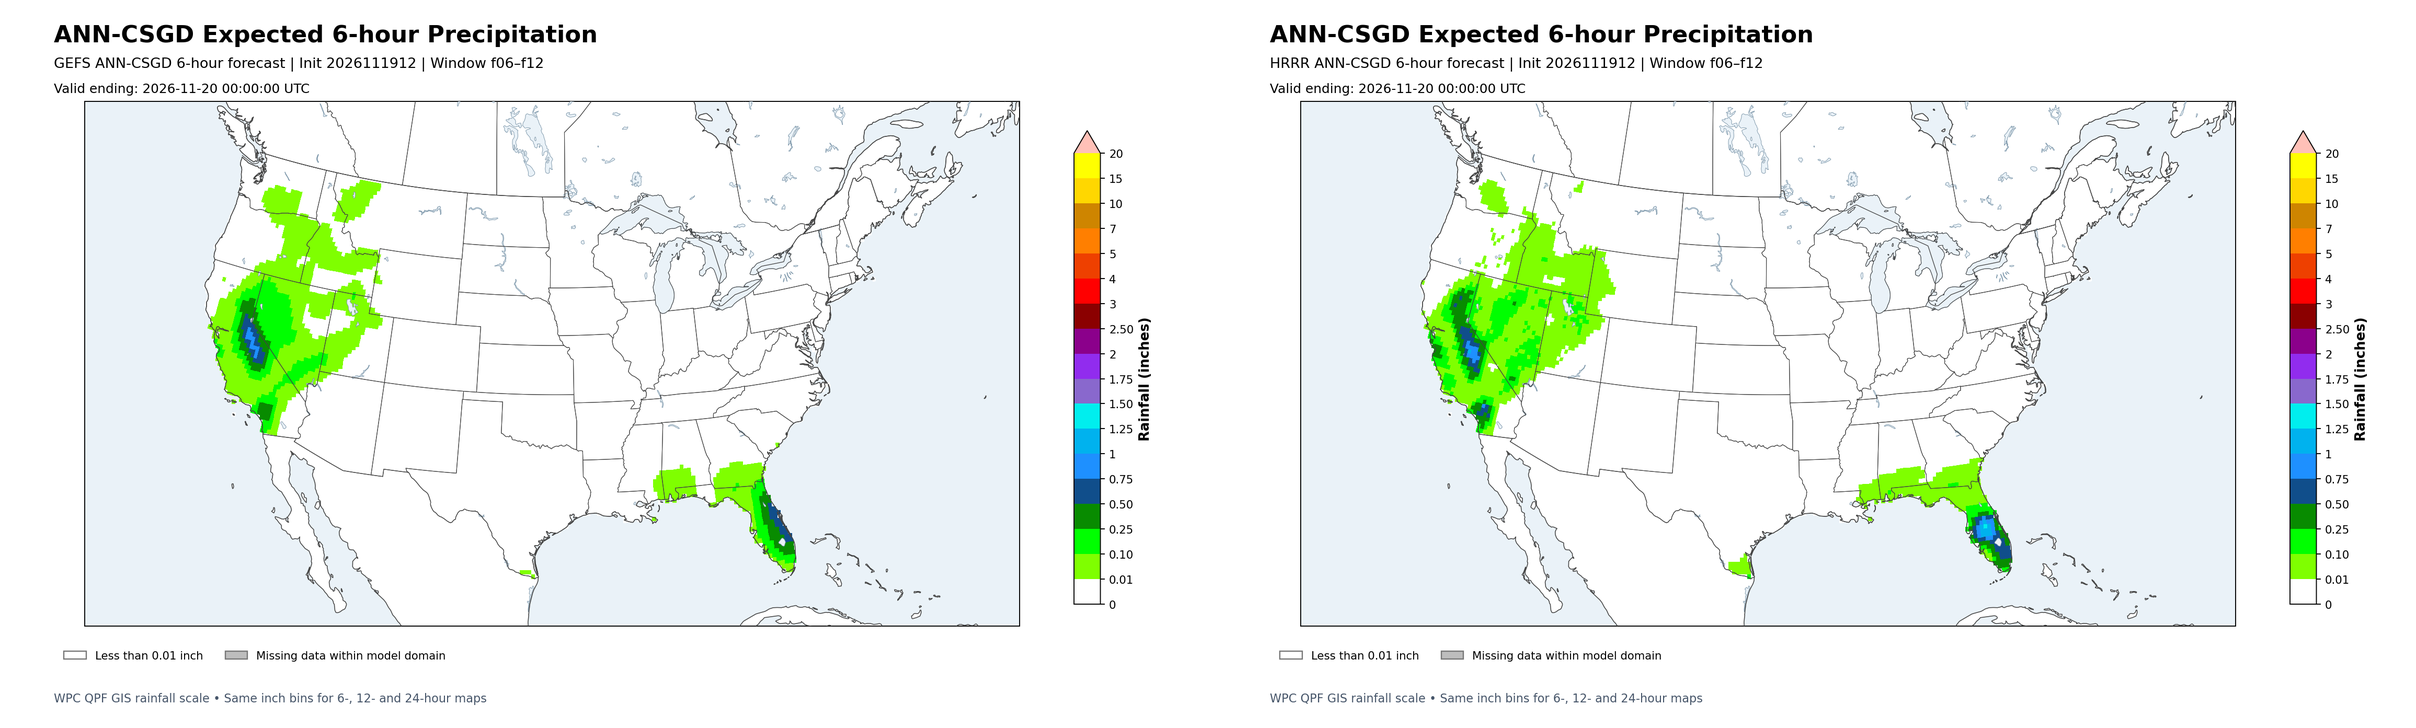 ANN-CSGD Expected 6-hour Precipitation
GEFS ANN-CSGD 6-hour forecast | Init 2026111912 | Window f06–f12
Valid ending: 2026-11-20 00:00:00 UTC
20
15
10
7
5
4
3
2.50
2
1.75
1.50
1.25
1
0.75
0.50
0.25
0.10
0.01
0
Rainfall (inches)
Less than 0.01 inch
Missing data within model domain
WPC QPF GIS rainfall scale • Same inch bins for 6-, 12- and 24-hour maps
ANN-CSGD Expected 6-hour Precipitation
HRRR ANN-CSGD 6-hour forecast | Init 2026111912 | Window f06–f12
Valid ending: 2026-11-20 00:00:00 UTC
20
15
10
7
5
4
3
2.50
2
1.75
1.50
1.25
1
0.75
0.50
0.25
0.10
0.01
0
Rainfall (inches)
Less than 0.01 inch
Missing data within model domain
WPC QPF GIS rainfall scale • Same inch bins for 6-, 12- and 24-hour maps